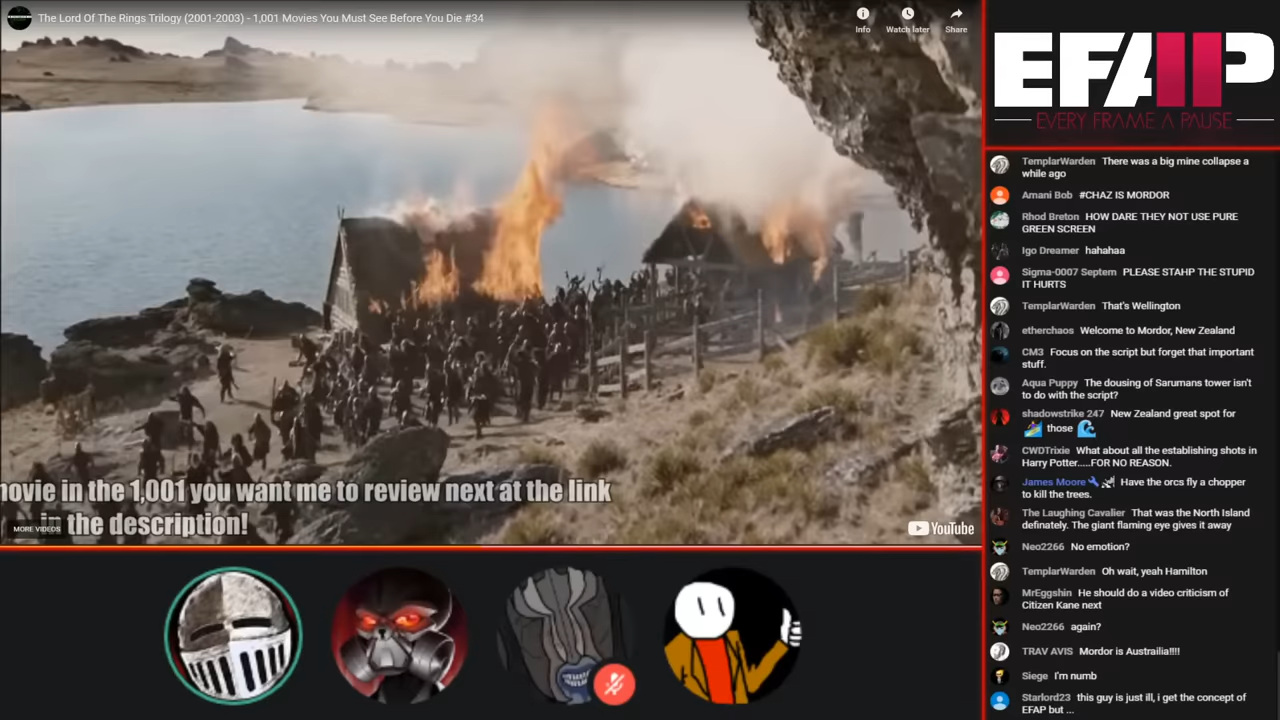 The Lord Of The Rings Trilogy (2001-2003) - 1,001 Movies You Must See Before You Die #34
Info
Watch later
Share
EFAP
EVERY FRAME A PAUSE
TemplarWarden There was a big mine collapse a
while ago
Amani Bob #CHAZ IS MORDOR
Rhod Breton HOW DARE THEY NOT USE PURE
GREEN SCREEN
Igo Dreamer hahahaa
Sigma-0007 Septem PLEASE STAHP THE STUPID
IT HURTS
TemplarWarden That's Wellington
etherchaos Welcome to Mordor, New Zealand
CM3 Focus on the script but forget that important
stuff.
Aqua Puppy The dousing of Sarumans tower isn't
to do with the script?
shadowstrike 247 New Zealand great spot for
those
CWDTrixie What about all the establishing shots in
Harry Potter.....FOR NO REASON.
James Moore Have the orcs fly a chopper
to kill the trees.
The Laughing Cavalier That was the North Island
definately. The giant flaming eye gives it away
Neo2266 No emotion?
TemplarWarden Oh wait, yeah Hamilton
MrEggshin He should do a video criticism of
Citizen Kane next
Neo2266 again?
TRAV AVIS Mordor is Austrailia!!!!
Siege I'm numb
Starlord23 this guy is just ill, i get the concept of
EFAP but ...
movie in the 1,001 you want me to review next at the link
in the description!
MORE VIDEOS
YouTube